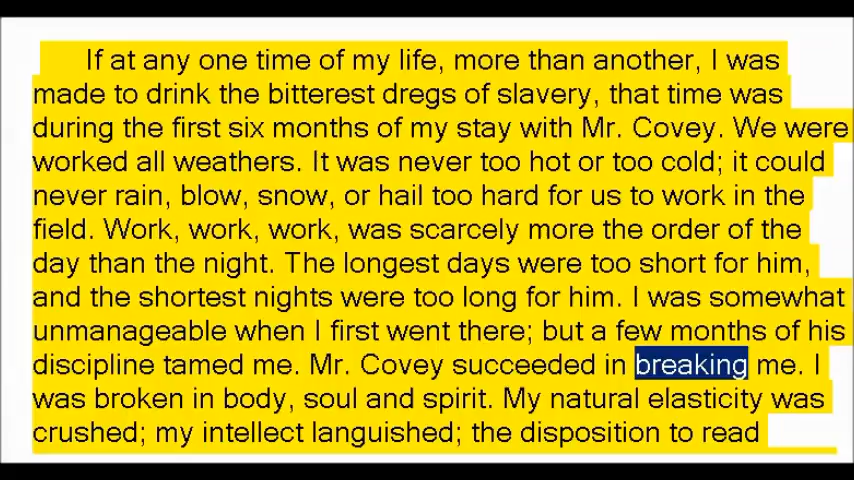 If at any one time of my life, more than another, I was
made to drink the bitterest dregs of slavery, that time was
during the first six months of my stay with Mr. Covey. We were
worked all weathers. It was never too hot or too cold; it could
never rain, blow, snow, or hail too hard for us to work in the
field. Work, work, work, was scarcely more the order of the
day than the night. The longest days were too short for him,
and the shortest nights were too long for him. I was somewhat
unmanageable when I first went there; but a few months of his
discipline tamed me. Mr. Covey succeeded in breaking me. I
was broken in body, soul and spirit. My natural elasticity was
crushed; my intellect languished; the disposition to read